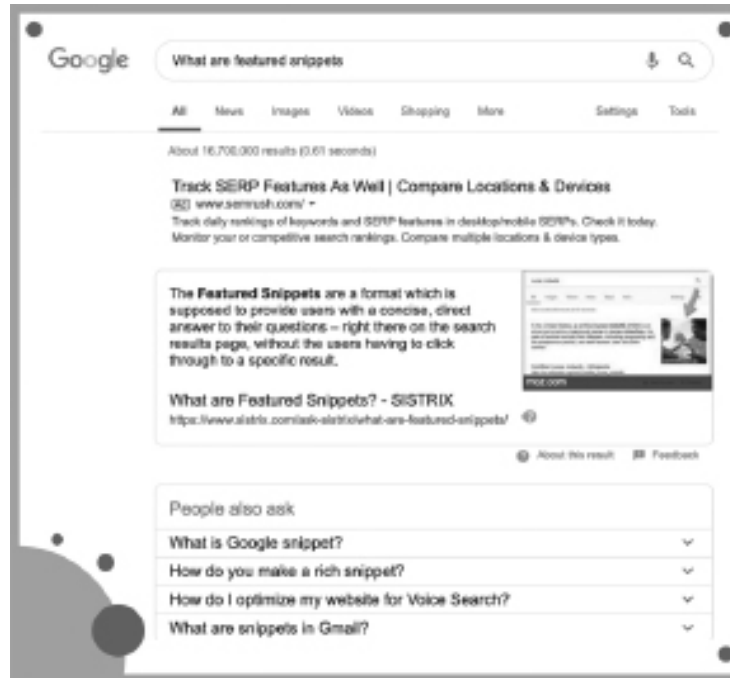 Google
What are featured snippets
All News Images Videos Shopping More Settings Tools
About 16,700,000 results (0.61 seconds)
Track SERP Features As Well | Compare Locations & Devices
Ad www.semrush.com/
Track daily rankings of keywords and SERP features in desktop/mobile SERPs. Check it today.
Monitor your or competitive search rankings. Compare multiple locations & device types.
The Featured Snippets are a format which is
supposed to provide users with a concise, direct
answer to their questions – right there on the search
results page, without the users having to click
through to a specific result.
moz.com
What are Featured Snippets? - SISTRIX
https://www.sistrix.com/ask-sistrix/what-are-featured-snippets/
About this result Feedback
People also ask
What is Google snippet?
How do you make a rich snippet?
How do I optimize my website for Voice Search?
What are snippets in Gmail?